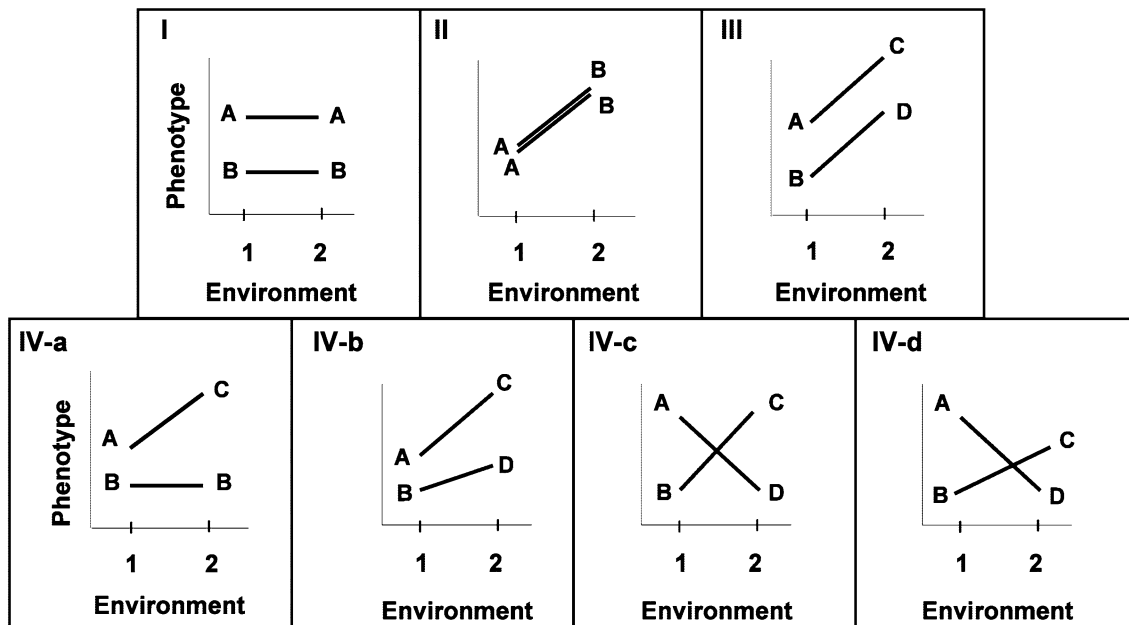 I
Phenotype
A A
B B
1 2
Environment
II
B
B
A
A
1 2
Environment
III
C
A
D
B
1 2
Environment
IV-a
Phenotype
C
A
B B
1 2
Environment
IV-b
C
A
D
B
1 2
Environment
IV-c
A C
B D
1 2
Environment
IV-d
A
C
B D
1 2
Environment